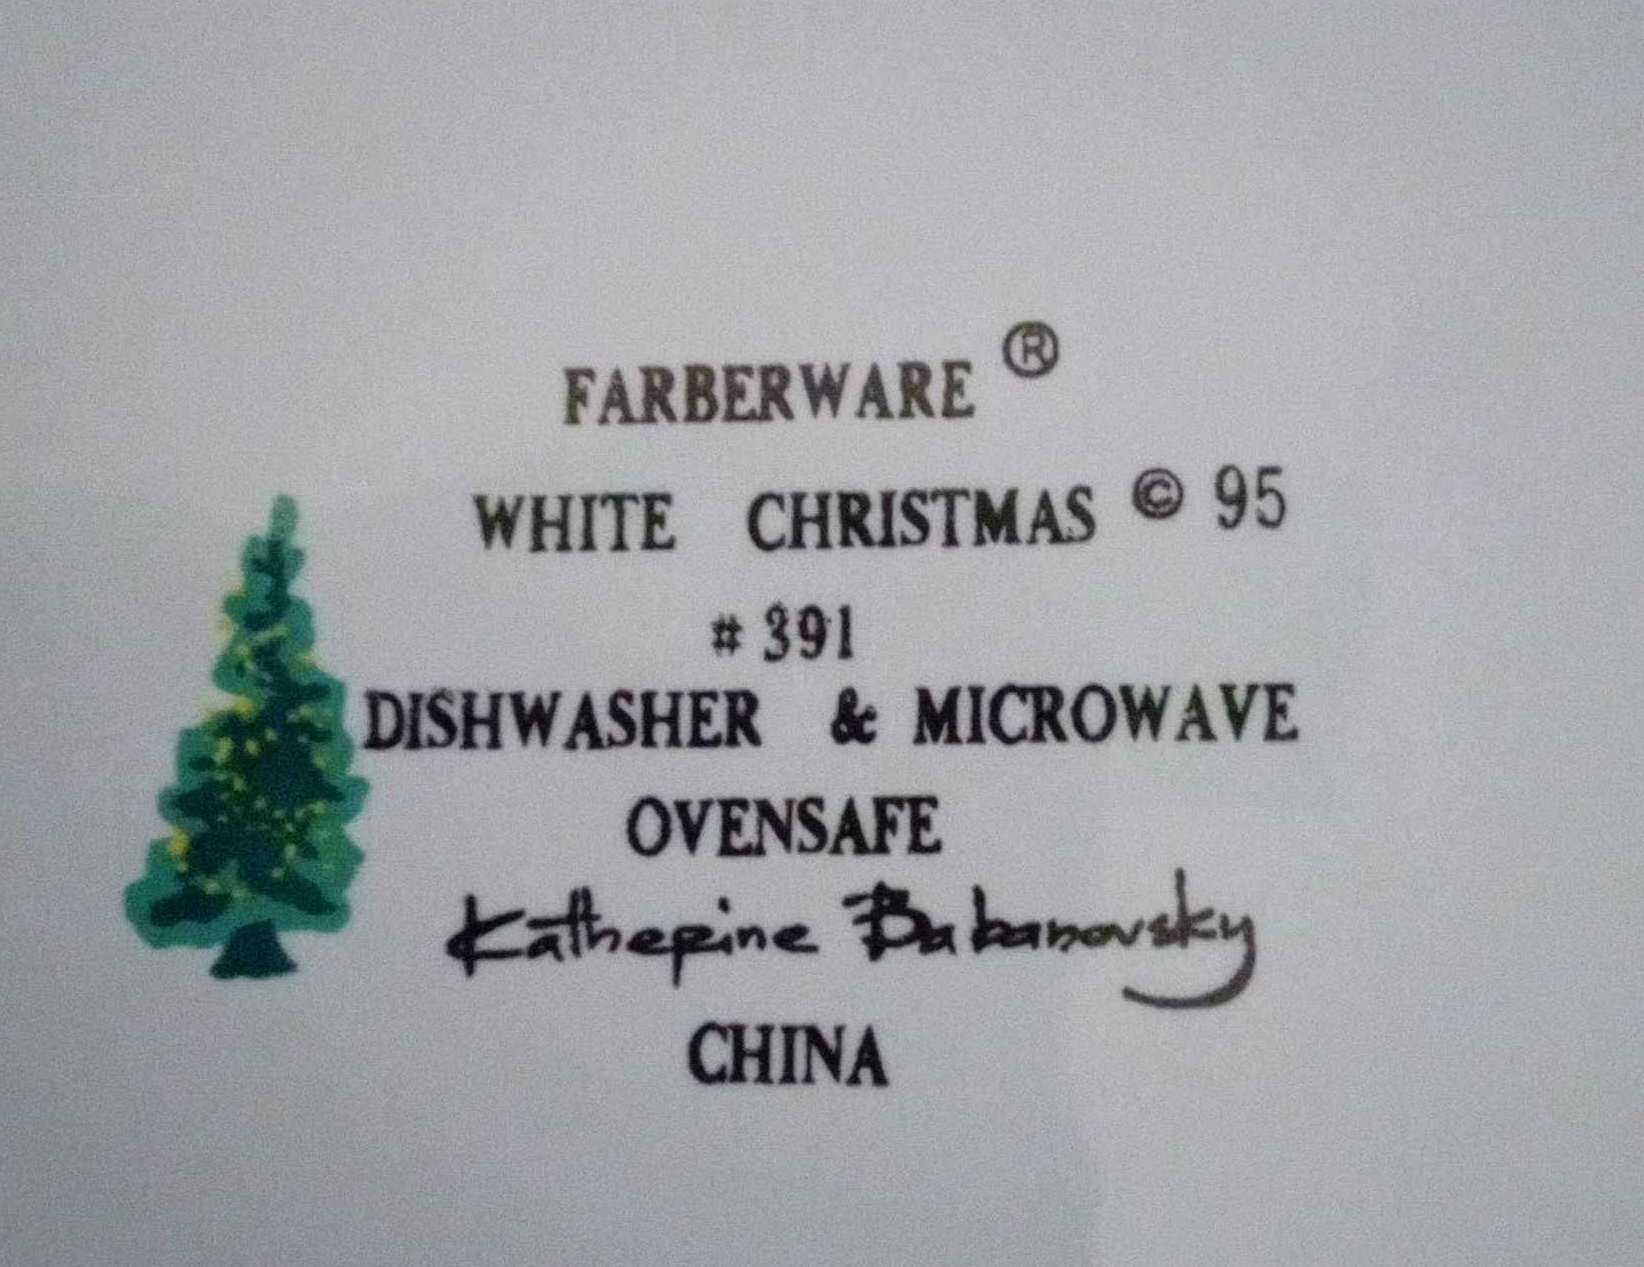 FARBERWARE ®
WHITE CHRISTMAS © 95
# 391
DISHWASHER & MICROWAVE
OVENSAFE
Katherine Babanovsky
CHINA